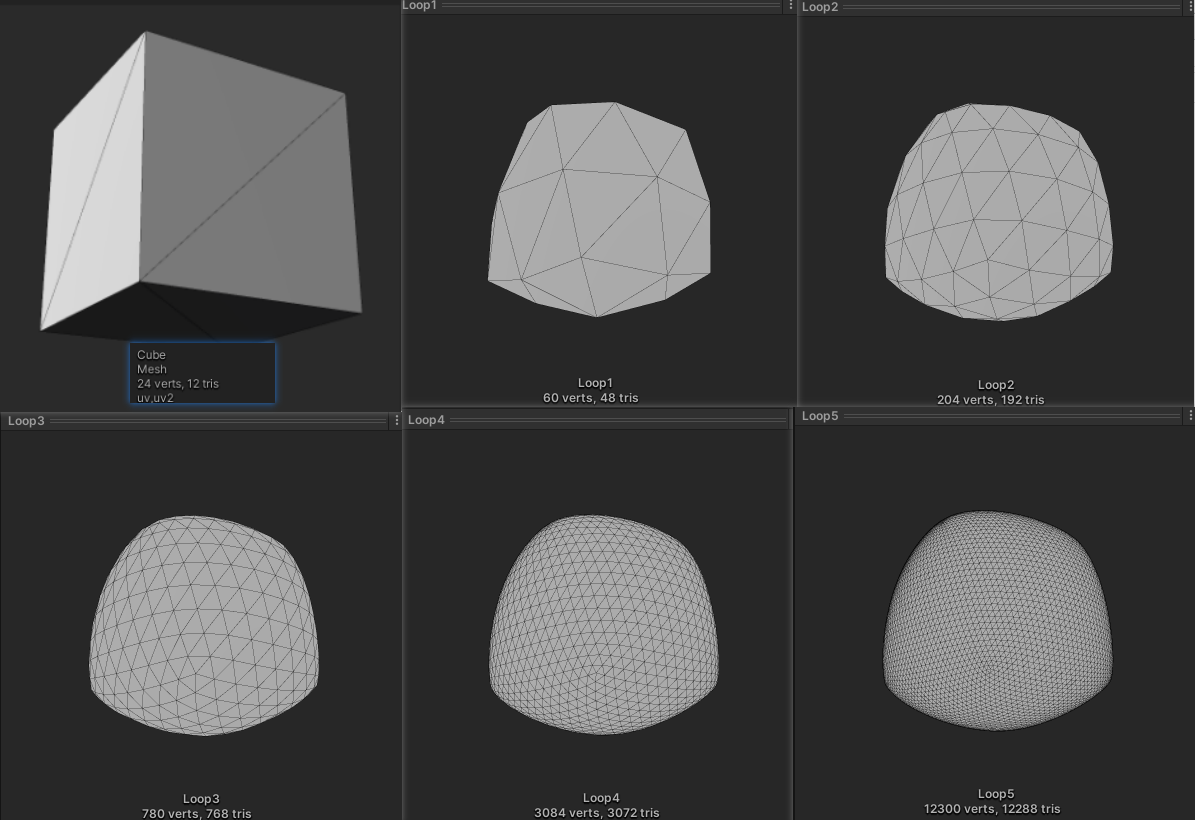 Loop1
Loop2
Cube
Mesh
24 verts, 12 tris
uv,uv2
Loop1
60 verts, 48 tris
Loop2
204 verts, 192 tris
Loop3
Loop4
Loop5
Loop3
780 verts, 768 tris
Loop4
3084 verts, 3072 tris
Loop5
12300 verts, 12288 tris